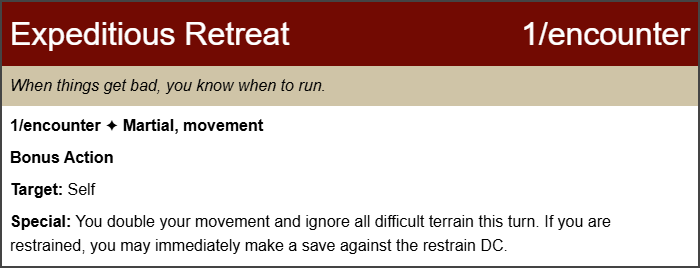 Expeditious Retreat 1/encounter
When things get bad, you know when to run.
1/encounter ✦ Martial, movement
Bonus Action
Target: Self
Special: You double your movement and ignore all difficult terrain this turn. If you are
restrained, you may immediately make a save against the restrain DC.